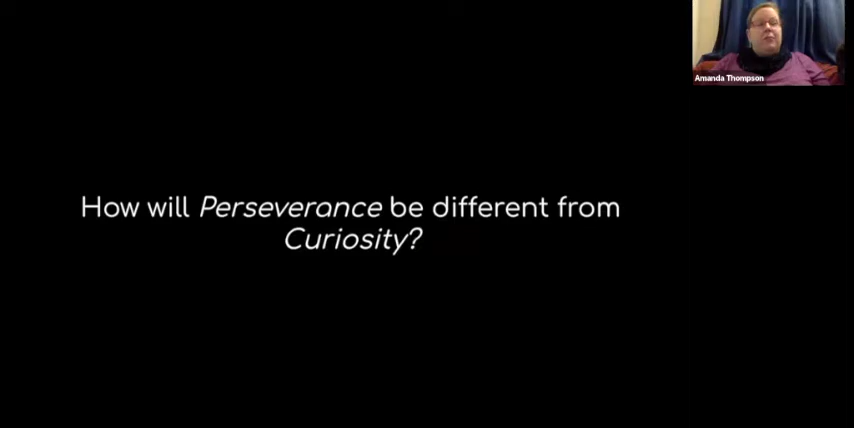 Amanda Thompson
How will Perseverance be different from
Curiosity?